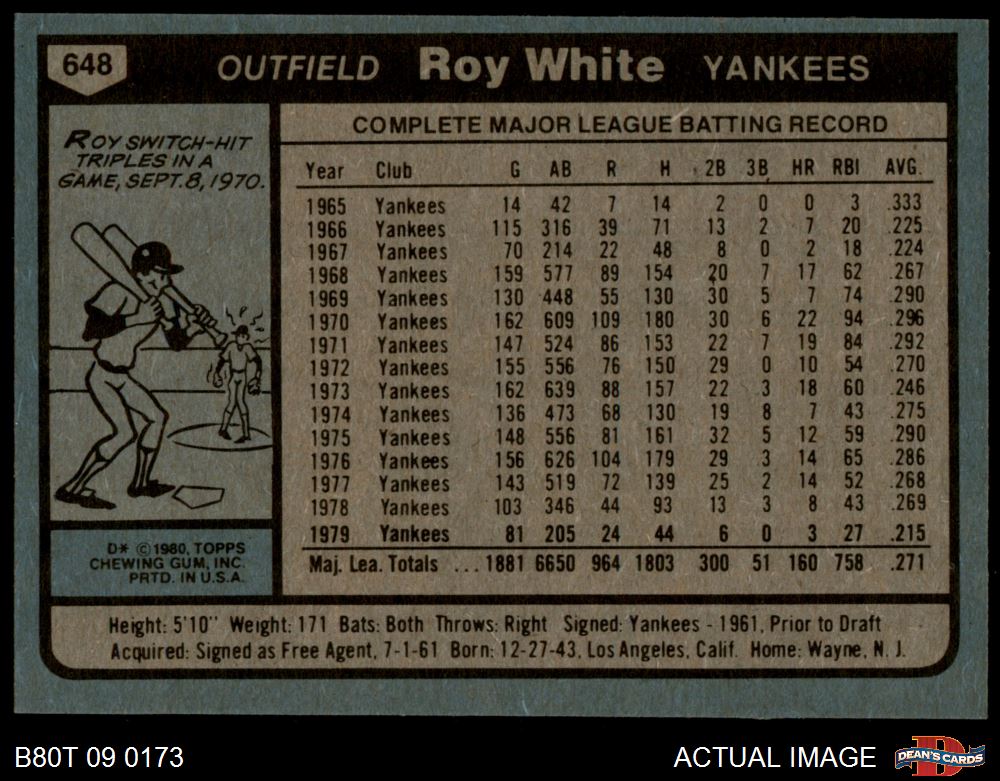 648 OUTFIELD Roy White YANKEES
ROY SWITCH-HIT
TRIPLES IN A
GAME, SEPT. 8, 1970.
COMPLETE MAJOR LEAGUE BATTING RECORD
Year Club G AB R H 2B 3B HR RBI AVG.
1965 Yankees 14 42 7 14 2 0 0 3 .333
1966 Yankees 115 316 39 71 13 2 7 20 .225
1967 Yankees 70 214 22 48 8 0 2 18 .224
1968 Yankees 159 577 89 154 20 7 17 62 .267
1969 Yankees 130 448 55 130 30 5 7 74 .290
1970 Yankees 162 609 109 180 30 6 22 94 .296
1971 Yankees 147 524 86 153 22 7 19 84 .292
1972 Yankees 155 556 76 150 29 0 10 54 .270
1973 Yankees 162 639 88 157 22 3 18 60 .246
1974 Yankees 136 473 68 130 19 8 7 43 .275
1975 Yankees 148 556 81 161 32 5 12 59 .290
1976 Yankees 156 626 104 179 29 3 14 65 .286
1977 Yankees 143 519 72 139 25 2 14 52 .268
1978 Yankees 103 346 44 93 13 3 8 43 .269
1979 Yankees 81 205 24 44 6 0 3 27 .215
Maj. Lea. Totals ...1881 6650 964 1803 300 51 160 758 .271
D* © 1980, TOPPS
CHEWING GUM, INC.
PRTD. IN U.S.A.
Height: 5'10" Weight: 171 Bats: Both Throws: Right Signed: Yankees - 1961, Prior to Draft
Acquired: Signed as Free Agent, 7-1-61 Born: 12-27-43, Los Angeles, Calif. Home: Wayne, N. J.
B80T 09 0173
ACTUAL IMAGE
D
DEAN'S CARDS